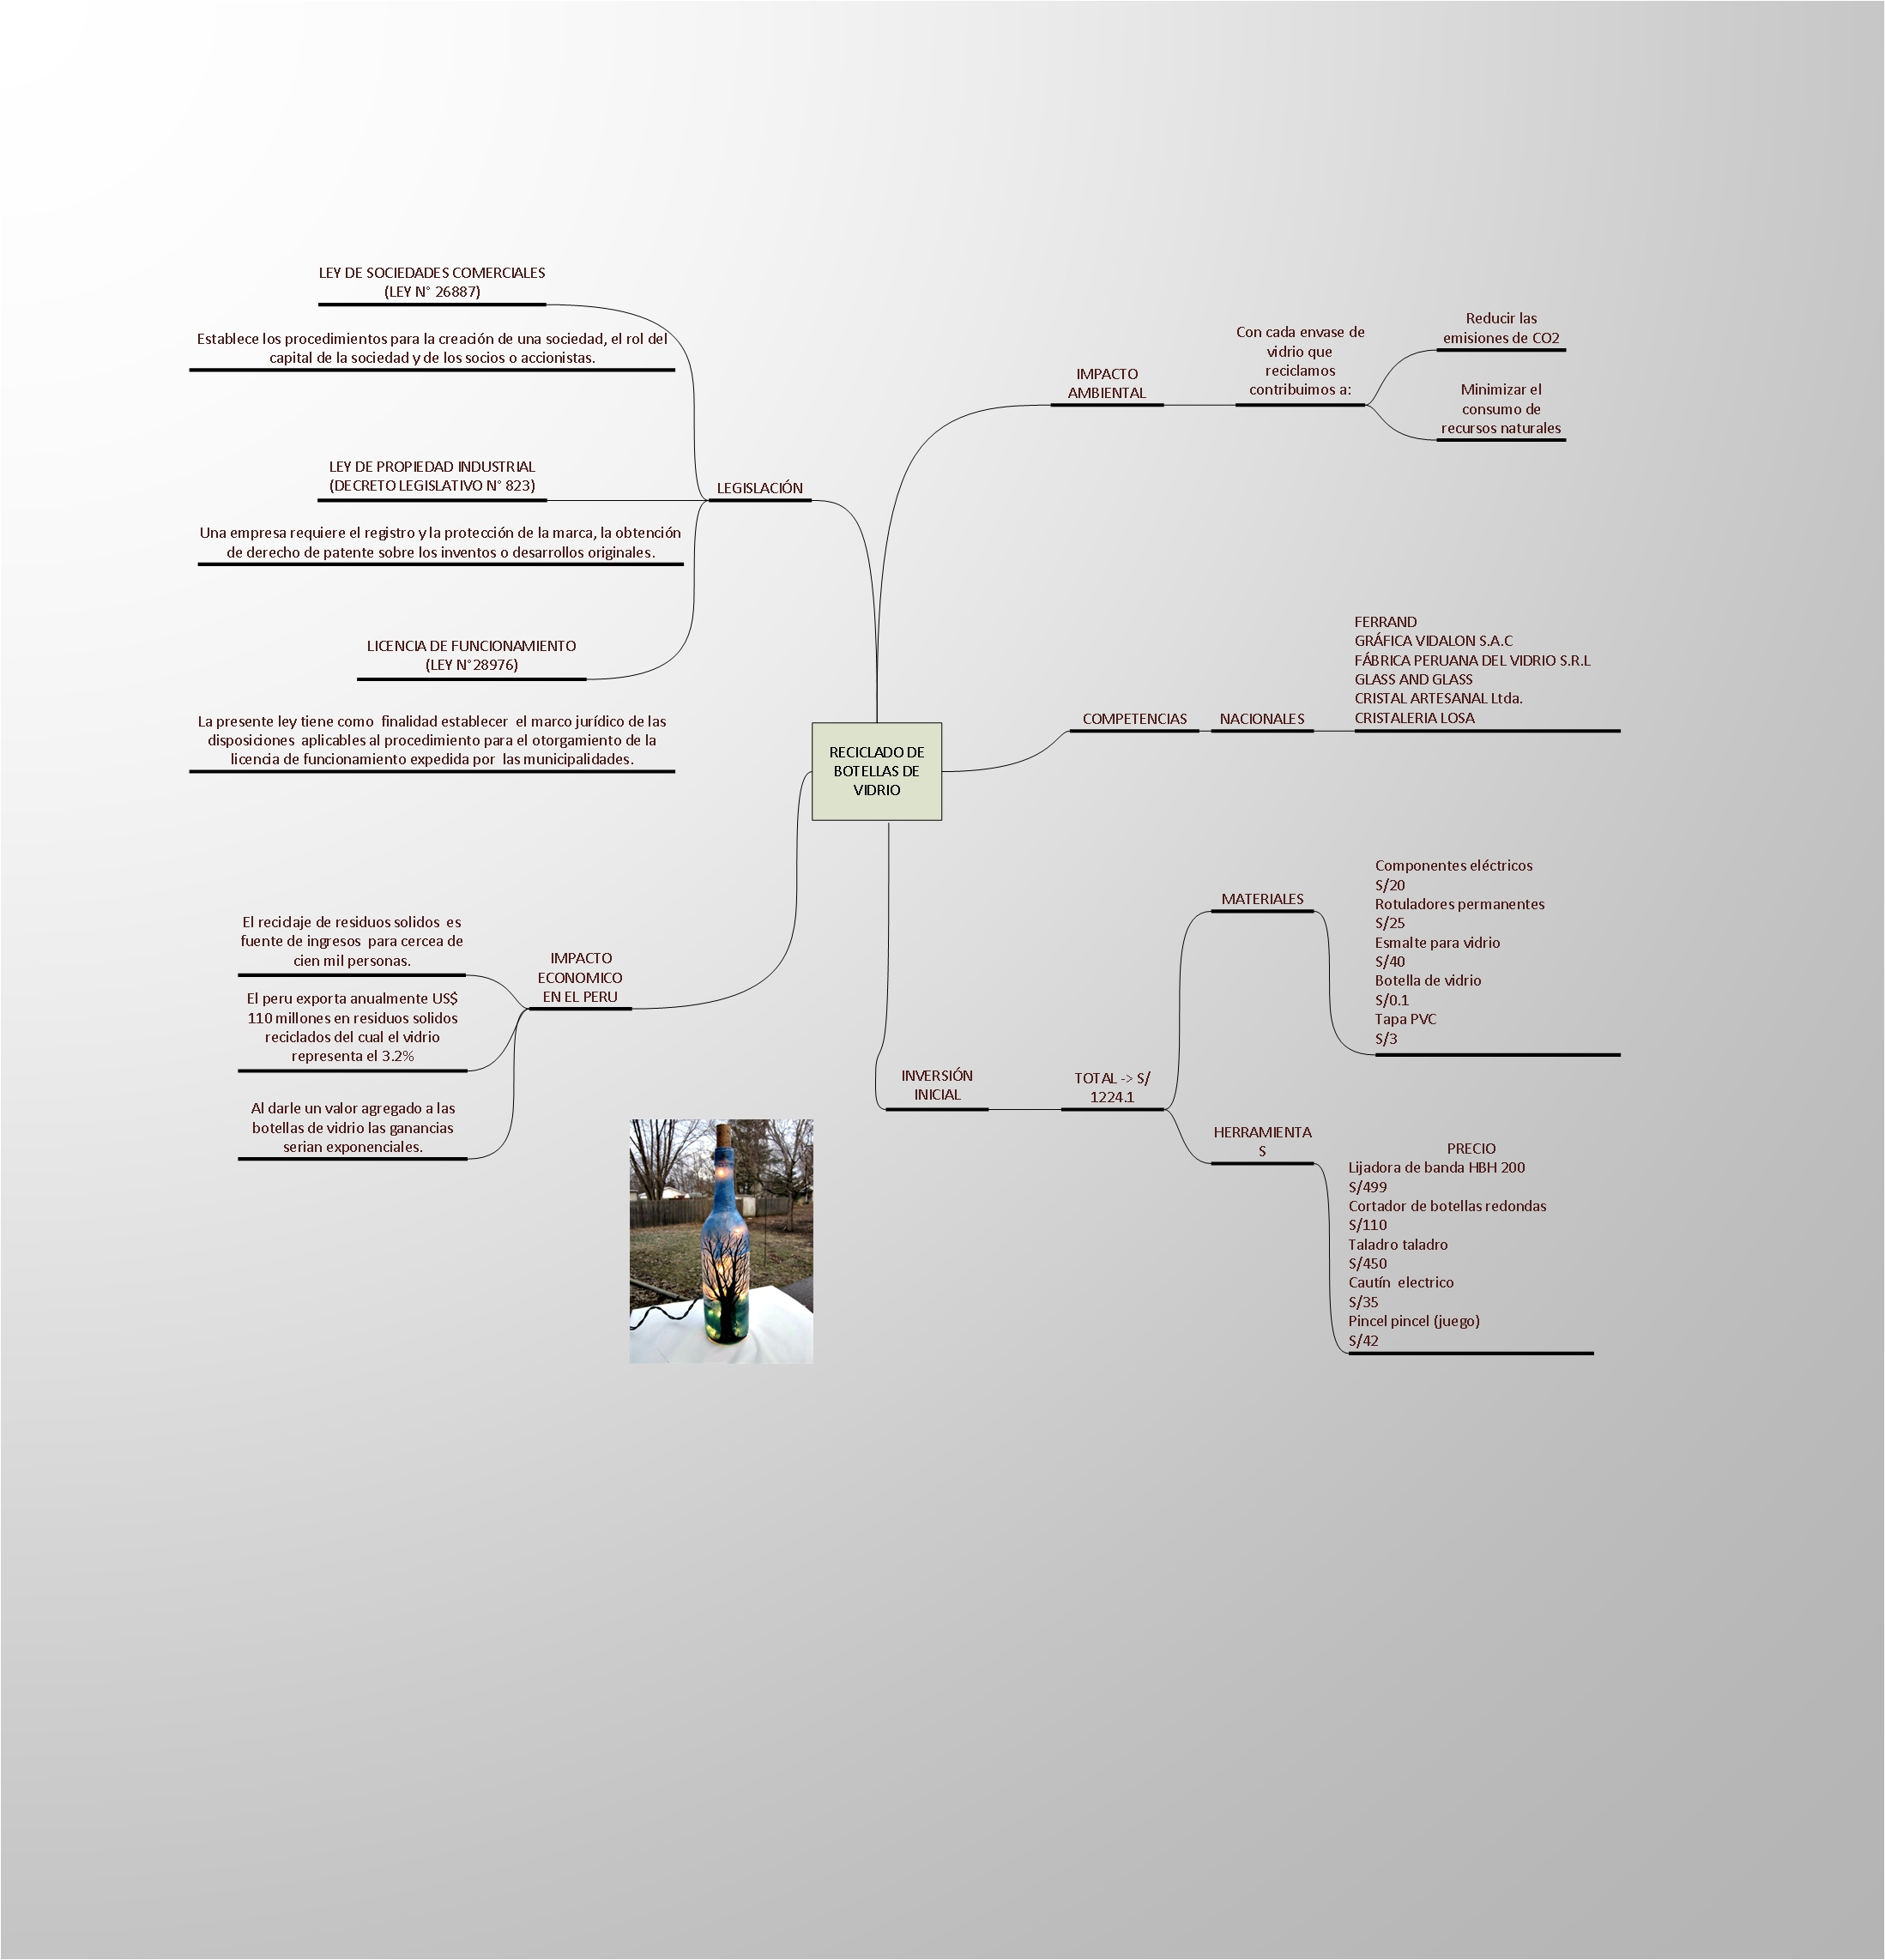 LEY DE SOCIEDADES COMERCIALES
(LEY N° 26887)
Establece los procedimientos para la creación de una sociedad, el rol del
capital de la sociedad y de los socios o accionistas.
LEY DE PROPIEDAD INDUSTRIAL
(DECRETO LEGISLATIVO N° 823)
Una empresa requiere el registro y la protección de la marca, la obtención
de derecho de patente sobre los inventos o desarrollos originales.
LICENCIA DE FUNCIONAMIENTO
(LEY N°28976)
La presente ley tiene como  finalidad establecer  el marco jurídico de las
disposiciones  aplicables al procedimiento para el otorgamiento de la
licencia de funcionamiento expedida por  las municipalidades.
LEGISLACIÓN
IMPACTO
AMBIENTAL
Con cada envase de
vidrio que
reciclamos
contribuimos a:
Reducir las
emisiones de CO2
Minimizar el
consumo de
recursos naturales
RECICLADO DE
BOTELLAS DE
VIDRIO
COMPETENCIAS
NACIONALES
FERRAND
GRÁFICA VIDALON S.A.C
FÁBRICA PERUANA DEL VIDRIO S.R.L
GLASS AND GLASS
CRISTAL ARTESANAL Ltda.
CRISTALERIA LOSA
El reciclaje de residuos solidos  es
fuente de ingresos  para cercea de
cien mil personas.
El peru exporta anualmente US$
110 millones en residuos solidos
reciclados del cual el vidrio
representa el 3.2%
Al darle un valor agregado a las
botellas de vidrio las ganancias
serian exponenciales.
IMPACTO
ECONOMICO
EN EL PERU
INVERSIÓN
INICIAL
TOTAL -> S/
1224.1
MATERIALES
Componentes eléctricos
S/20
Rotuladores permanentes
S/25
Esmalte para vidrio
S/40
Botella de vidrio
S/0.1
Tapa PVC
S/3
HERRAMIENTA
S
PRECIO
Lijadora de banda HBH 200
S/499
Cortador de botellas redondas
S/110
Taladro taladro
S/450
Cautín  electrico
S/35
Pincel pincel (juego)
S/42